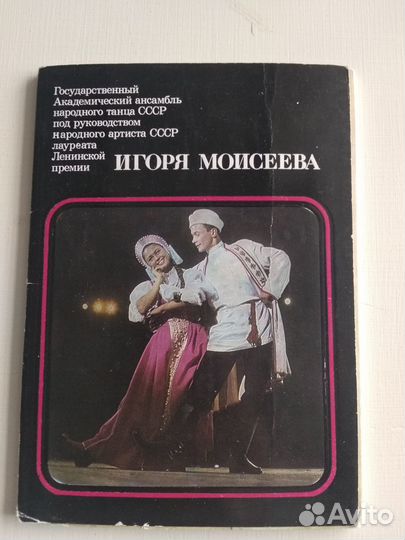 Государственный
Академический ансамбль
народного танца СССР
под руководством
народного артиста СССР
лауреата
Ленинской
премии
ИГОРЯ МОИСЕЕВА
Avito